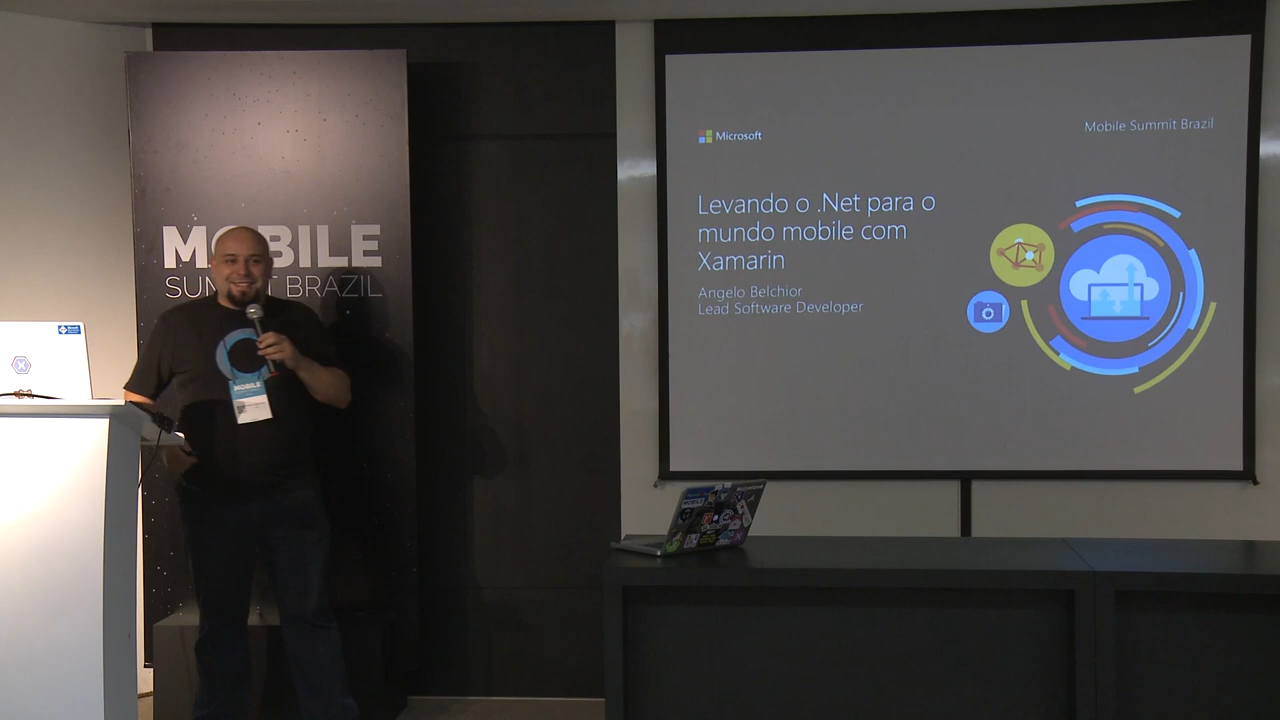 MOBILE
SUMMIT BRAZIL
MOBILE
Microsoft
Mobile Summit Brazil
Levando o .Net para o
mundo mobile com
Xamarin
Angelo Belchior
Lead Software Developer